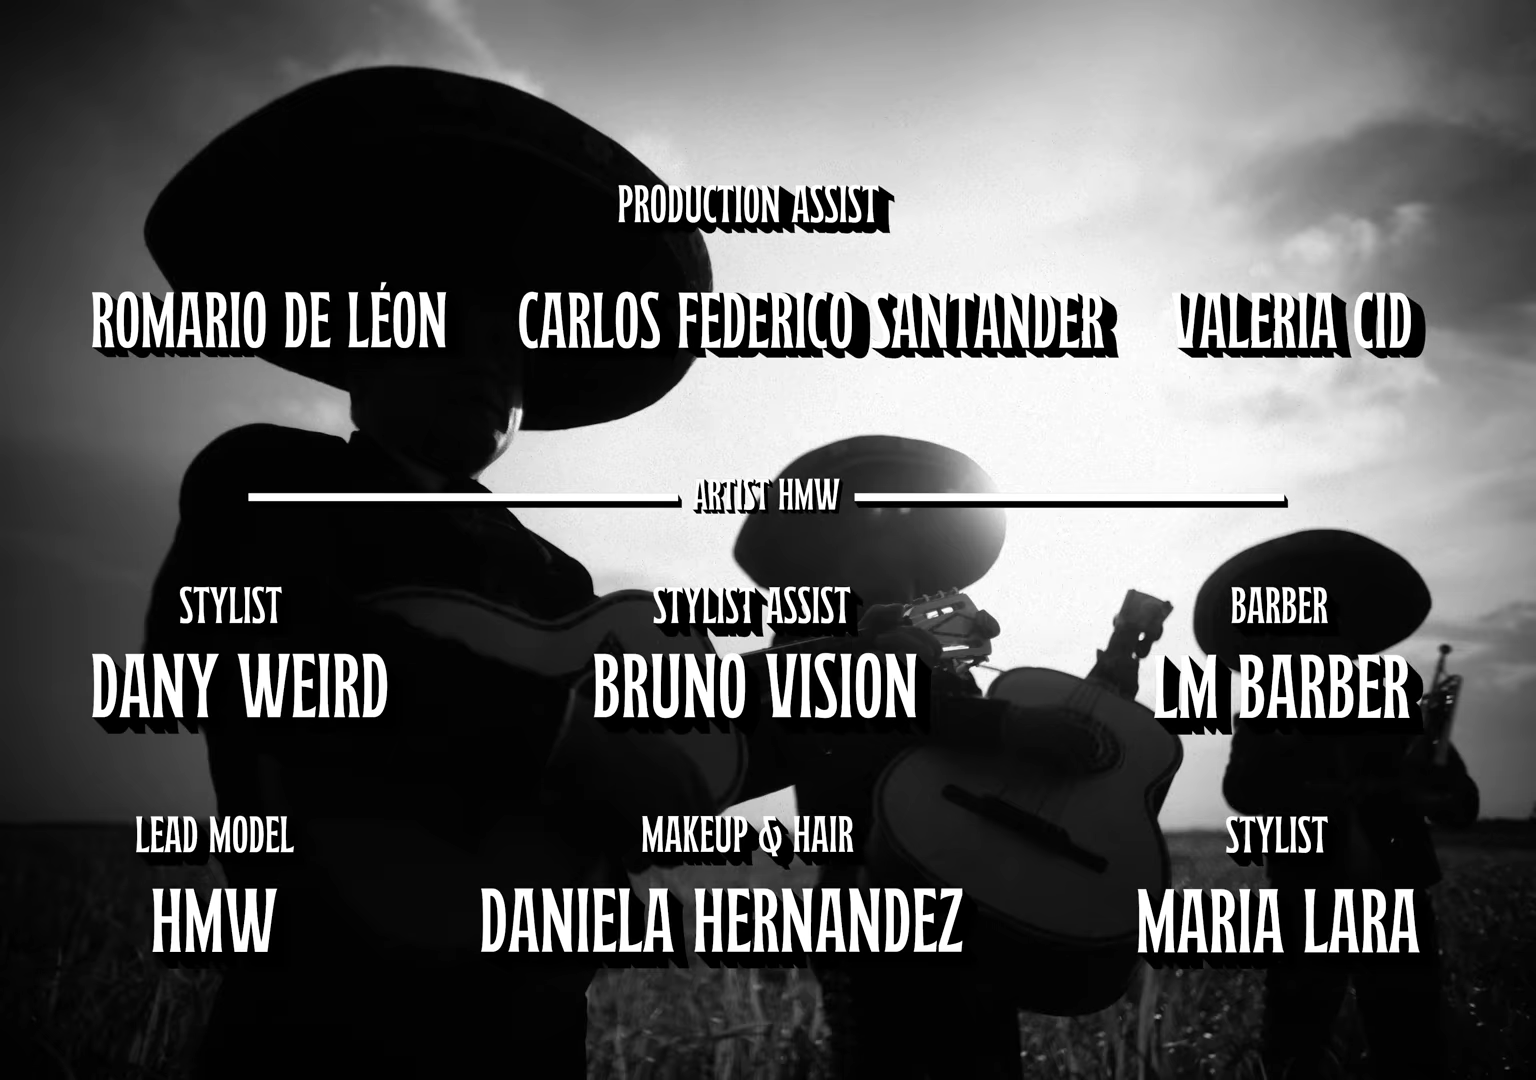 PRODUCTION ASSIST
ROMARIO DE LÉON CARLOS FEDERICO SANTANDER VALERIA CID
ARTIST HMW
STYLIST STYLIST ASSIST BARBER
DANY WEIRD BRUNO VISION LM BARBER
LEAD MODEL MAKEUP & HAIR STYLIST
HMW DANIELA HERNANDEZ MARIA LARA